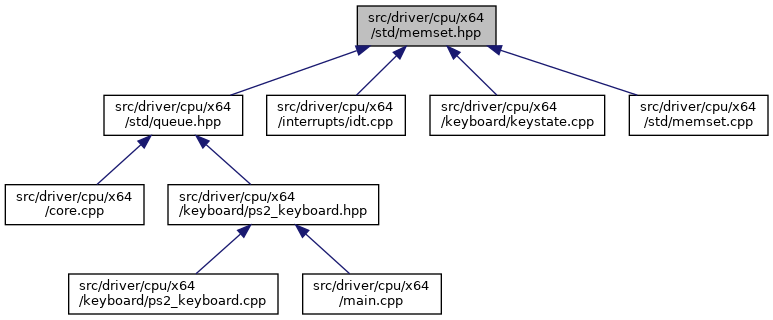 src/driver/cpu/x64
/std/memset.hpp
src/driver/cpu/x64
/std/queue.hpp
src/driver/cpu/x64
/interrupts/idt.cpp
src/driver/cpu/x64
/keyboard/keystate.cpp
src/driver/cpu/x64
/std/memset.cpp
src/driver/cpu/x64
/core.cpp
src/driver/cpu/x64
/keyboard/ps2_keyboard.hpp
src/driver/cpu/x64
/keyboard/ps2_keyboard.cpp
src/driver/cpu/x64
/main.cpp